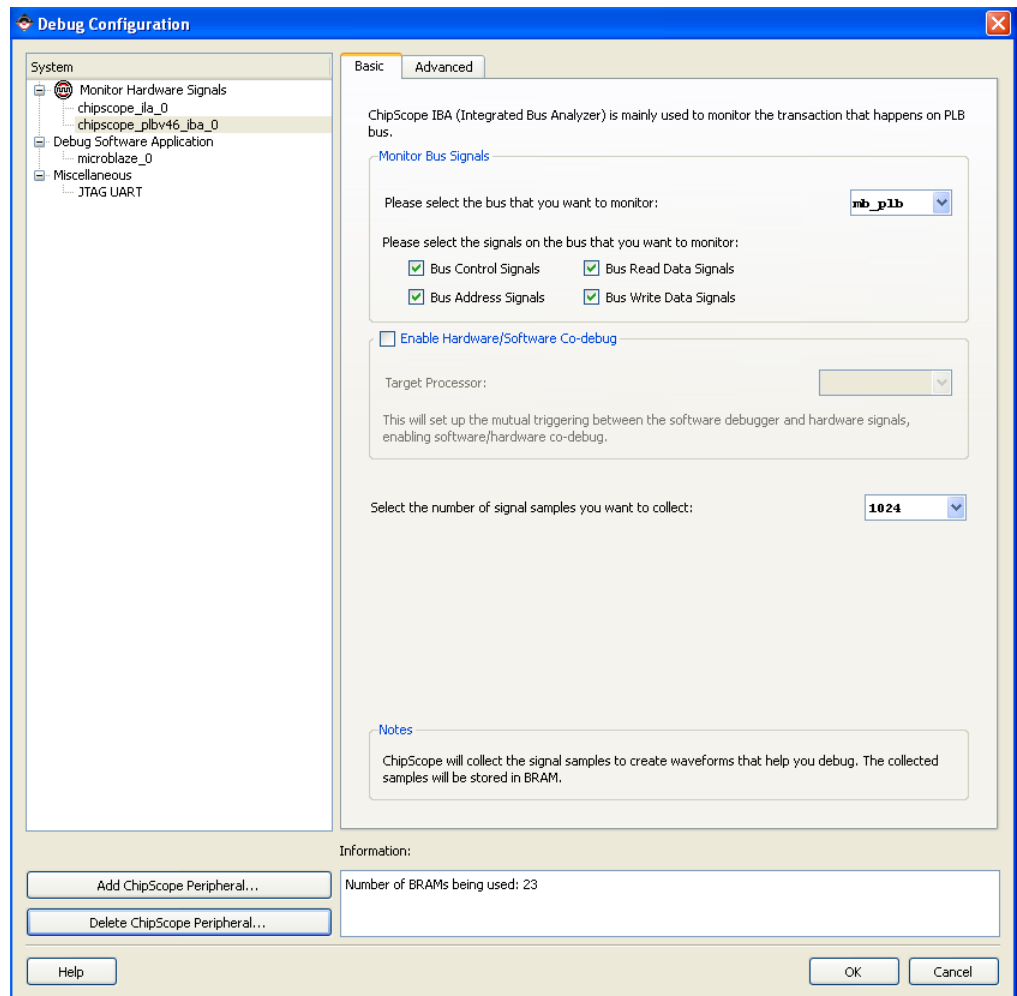 Debug Configuration
System
Monitor Hardware Signals
chipscope_ila_0
chipscope_plbv46_iba_0
Debug Software Application
microblaze_0
Miscellaneous
JTAG UART
Basic
Advanced
ChipScope IBA (Integrated Bus Analyzer) is mainly used to monitor the transaction that happens on PLB
bus.
Monitor Bus Signals
Please select the bus that you want to monitor:
mb_plb
Please select the signals on the bus that you want to monitor:
Bus Control Signals
Bus Read Data Signals
Bus Address Signals
Bus Write Data Signals
Enable Hardware/Software Co-debug
Target Processor:
This will set up the mutual triggering between the software debugger and hardware signals,
enabling software/hardware co-debug.
Select the number of signal samples you want to collect:
1024
Notes
ChipScope will collect the signal samples to create waveforms that help you debug. The collected
samples will be stored in BRAM.
Information:
Number of BRAMs being used: 23
Add ChipScope Peripheral...
Delete ChipScope Peripheral...
Help
OK
Cancel